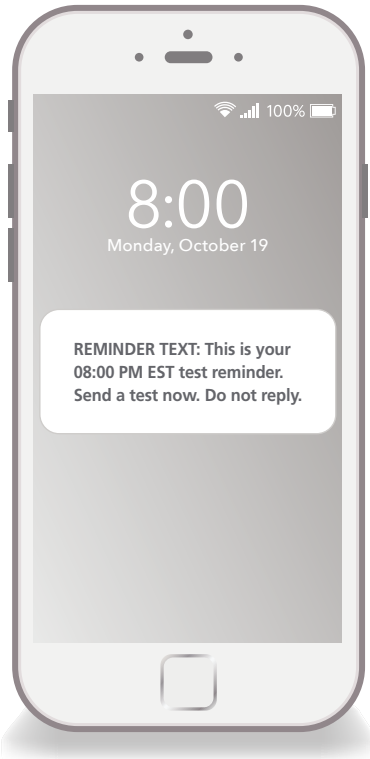 100%
8:00
Monday, October 19
REMINDER TEXT: This is your
08:00 PM EST test reminder.
Send a test now. Do not reply.